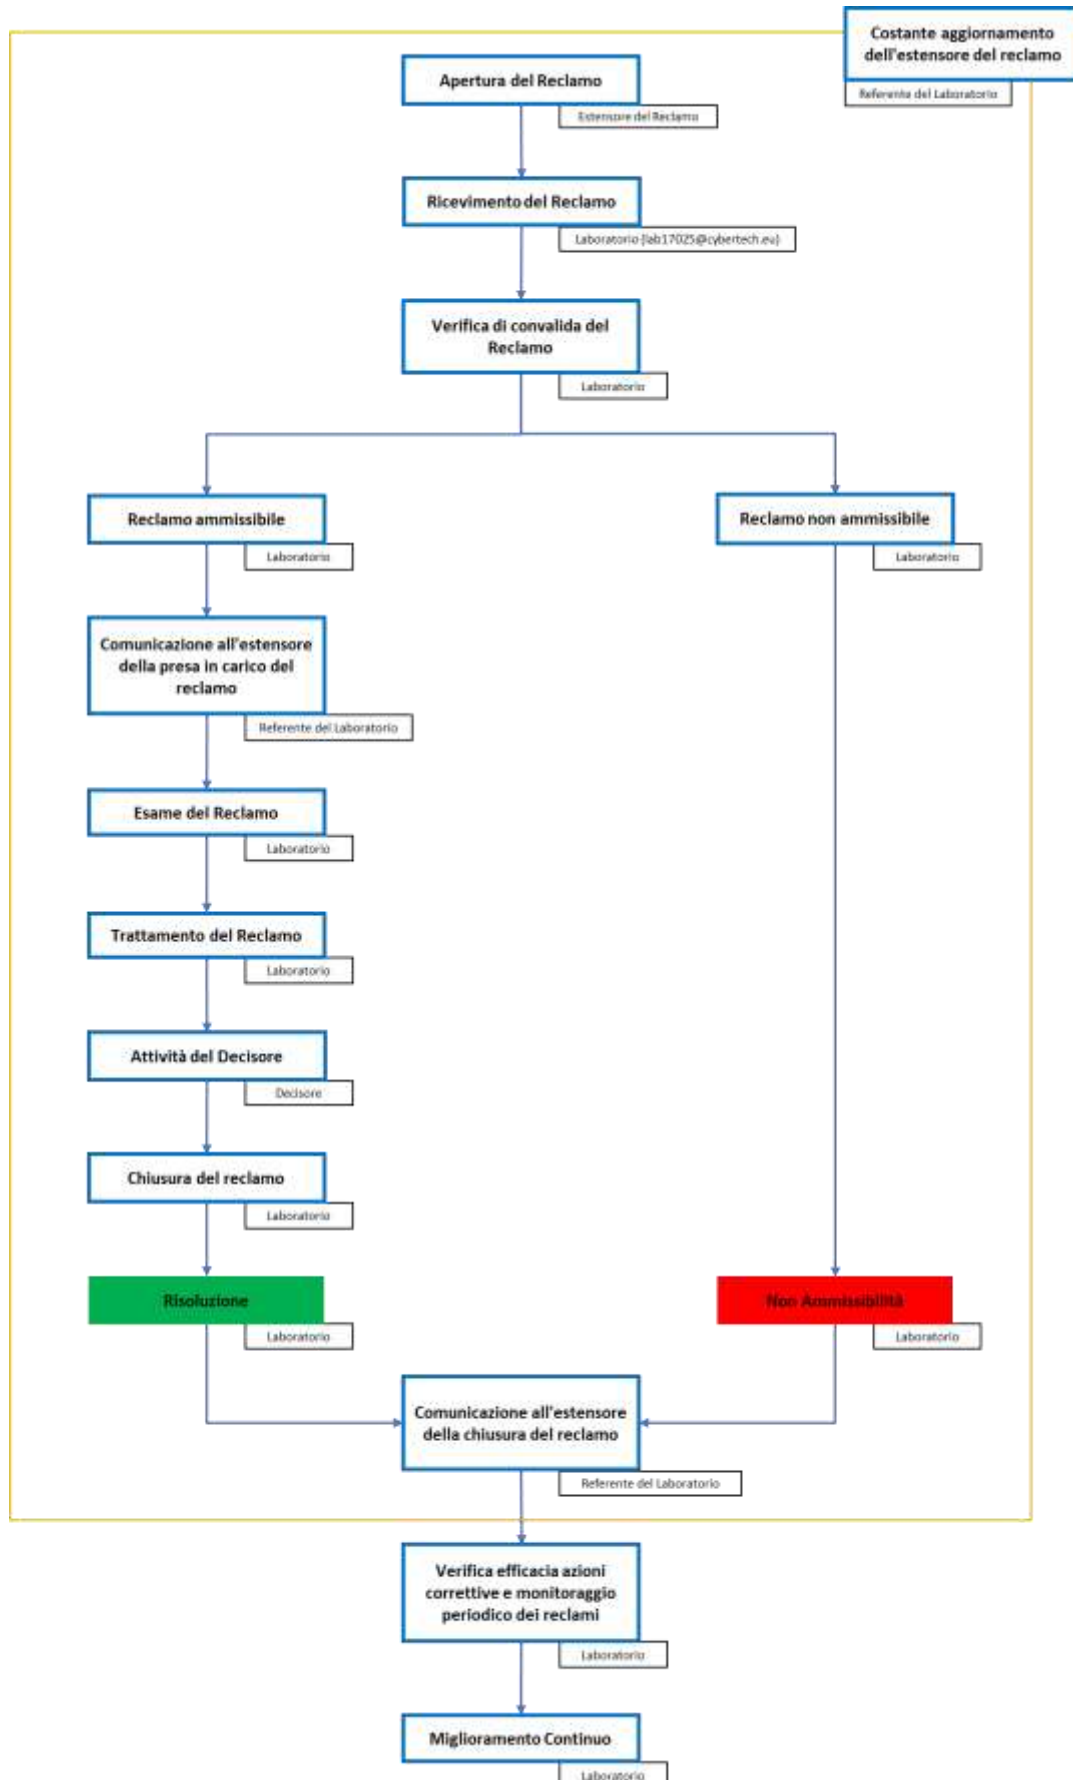 Costante aggiornamento
dell'estensore del reclamo
Referente del Laboratorio
Apertura del Reclamo
Estensore del Reclamo
Ricevimento del Reclamo
Laboratorio (lab17025@cybertech.eu)
Verifica di convalida del
Reclamo
Laboratorio
Reclamo ammissibile
Laboratorio
Reclamo non ammissibile
Laboratorio
Comunicazione all'estensore
della presa in carico del
reclamo
Referente del Laboratorio
Esame del Reclamo
Laboratorio
Trattamento del Reclamo
Laboratorio
Attività del Decisore
Decisore
Chiusura del reclamo
Laboratorio
Risoluzione
Laboratorio
Non Ammissibilità
Laboratorio
Comunicazione all'estensore
della chiusura del reclamo
Referente del Laboratorio
Verifica efficacia azioni
correttive e monitoraggio
periodico dei reclami
Laboratorio
Miglioramento Continuo
Laboratorio